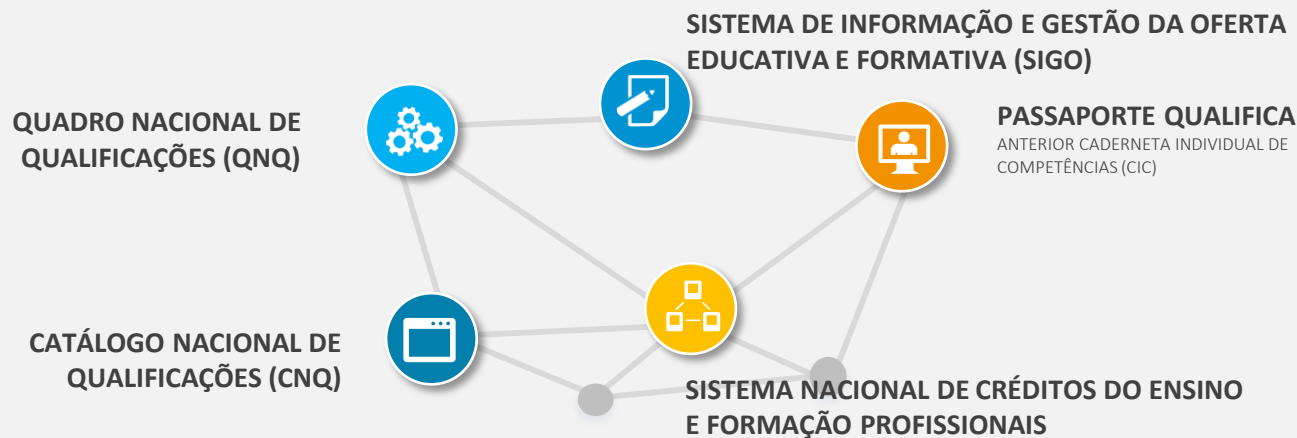 SISTEMA DE INFORMAÇÃO E GESTÃO DA OFERTA
EDUCATIVA E FORMATIVA (SIGO)
QUADRO NACIONAL DE
QUALIFICAÇÕES (QNQ)
PASSAPORTE QUALIFICA
ANTERIOR CADERNETA INDIVIDUAL DE
COMPETÊNCIAS (CIC)
CATÁLOGO NACIONAL DE
QUALIFICAÇÕES (CNQ)
SISTEMA NACIONAL DE CRÉDITOS DO ENSINO
E FORMAÇÃO PROFISSIONAIS